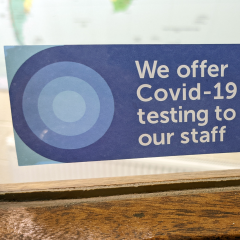 We offer
Covid-19
testing to
our staff